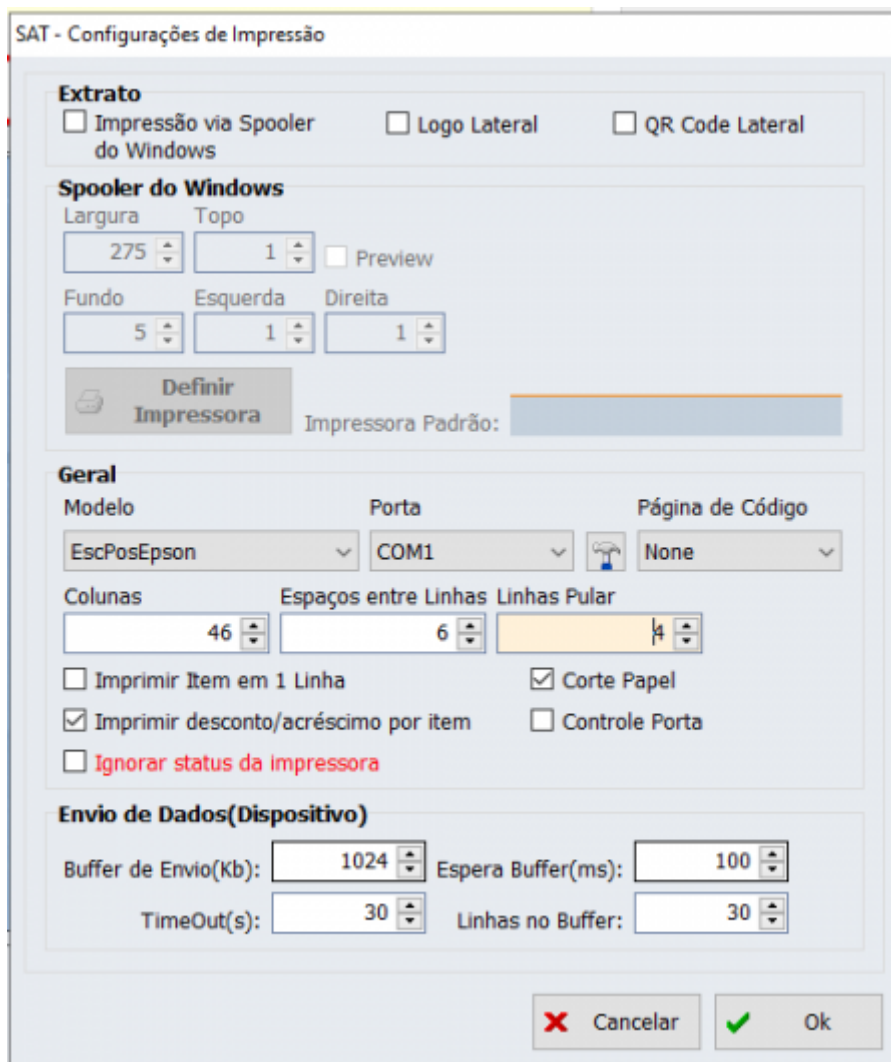 SAT - Configurações de Impressão
Extrato
Impressão via Spooler do Windows
Logo Lateral
QR Code Lateral
Spooler do Windows
Largura Topo
275 1 Preview
Fundo Esquerda Direita
5 1 1
Definir Impressora
Impressora Padrão:
Geral
Modelo Porta Página de Código
EscPosEpson COM1 None
Colunas Espaços entre Linhas Linhas Pular
46 6 4
Imprimir Item em 1 Linha Corte Papel
Imprimir desconto/acréscimo por item Controle Porta
Ignorar status da impressora
Envio de Dados(Dispositivo)
Buffer de Envio(Kb): 1024 Espera Buffer(ms): 100
TimeOut(s): 30 Linhas no Buffer: 30
Cancelar Ok